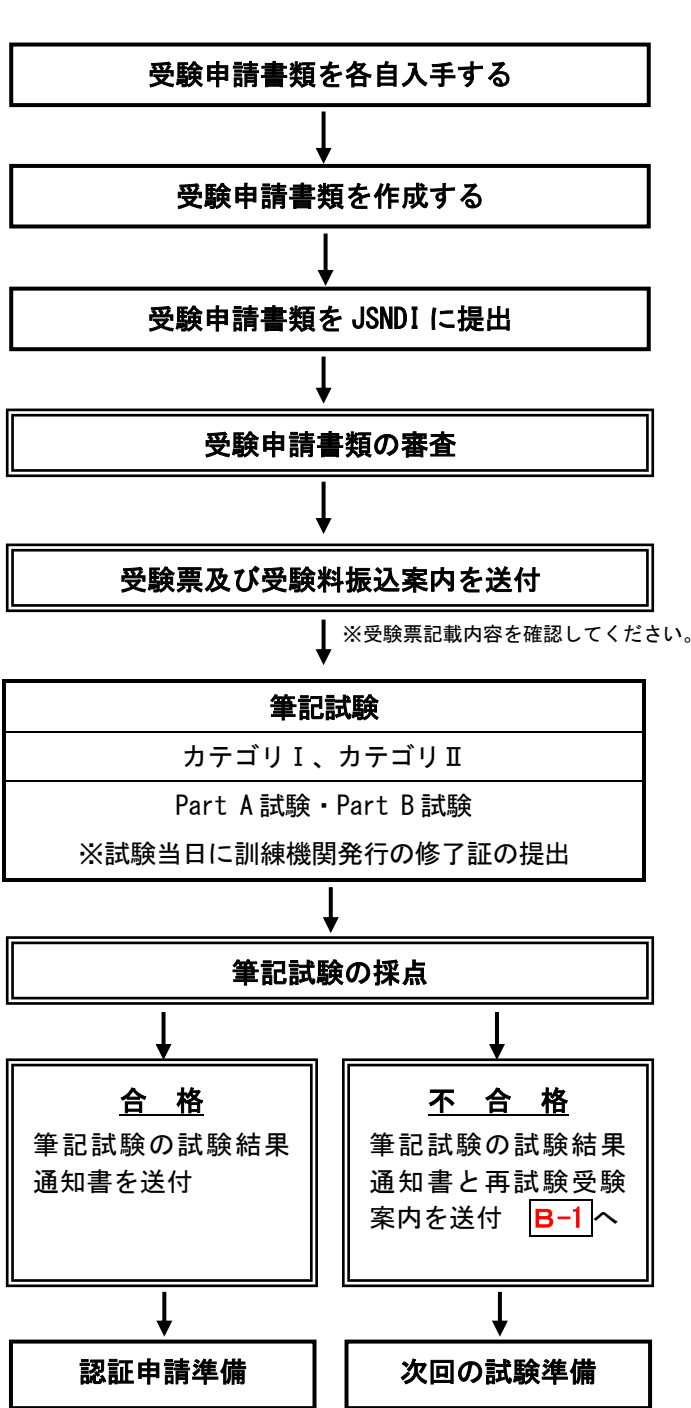 受験申請書類を各自入手する
受験申請書類を作成する
受験申請書類を JSNDI に提出
受験申請書類の審査
受験票及び受験料振込案内を送付
※受験票記載内容を確認してください。
筆記試験
カテゴリⅠ、カテゴリⅡ
Part A 試験・Part B 試験
※試験当日に訓練機関発行の修了証の提出
筆記試験の採点
合　格
筆記試験の試験結果
通知書を送付
不　合　格
筆記試験の試験結果
通知書と再試験受験
案内を送付　B-1へ
認証申請準備
次回の試験準備